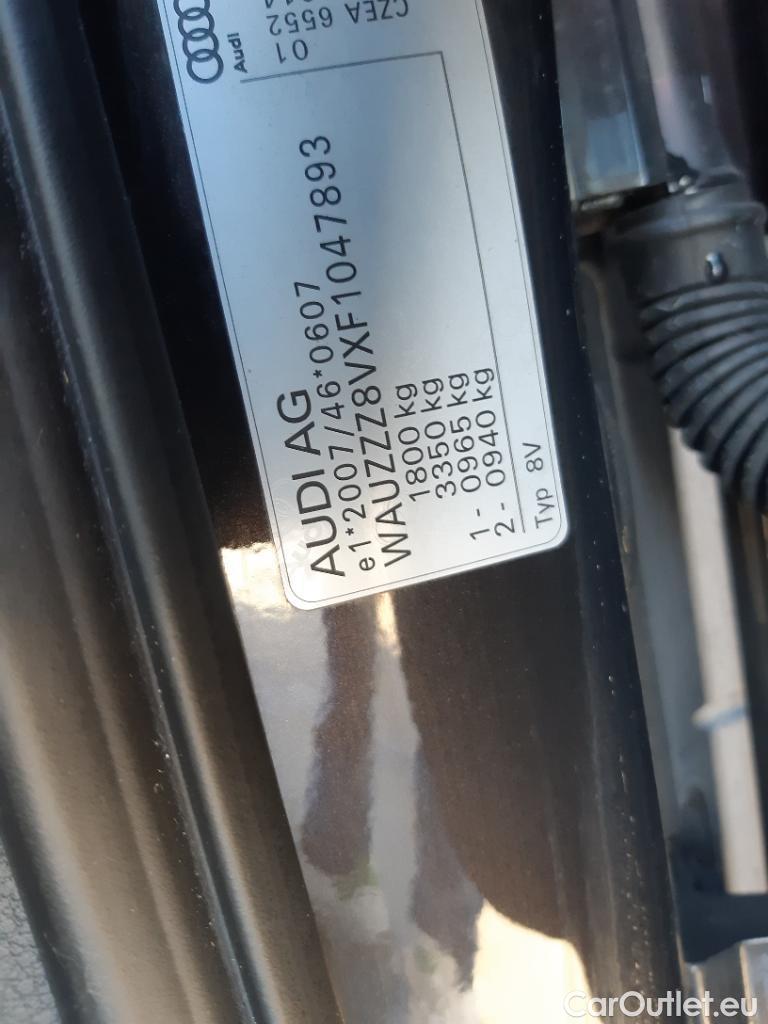 AUDI AG
e1*2007/46*0607
WAUZZZ8VXF1047893
1800 kg
3350 kg
1- 0965 kg
2- 0940 kg
Typ 8V
Audi
01
CZEA 6552
CarOutlet.eu